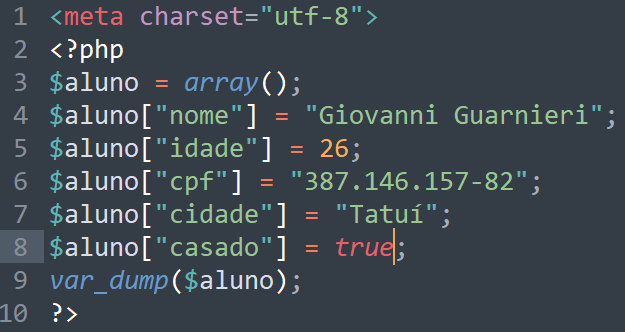 1 <meta charset="utf-8">
2 <?php
3 $aluno = array();
4 $aluno["nome"] = "Giovanni Guarnieri";
5 $aluno["idade"] = 26;
6 $aluno["cpf"] = "387.146.157-82";
7 $aluno["cidade"] = "Tatuí";
8 $aluno["casado"] = true;
9 var_dump($aluno);
10 ?>